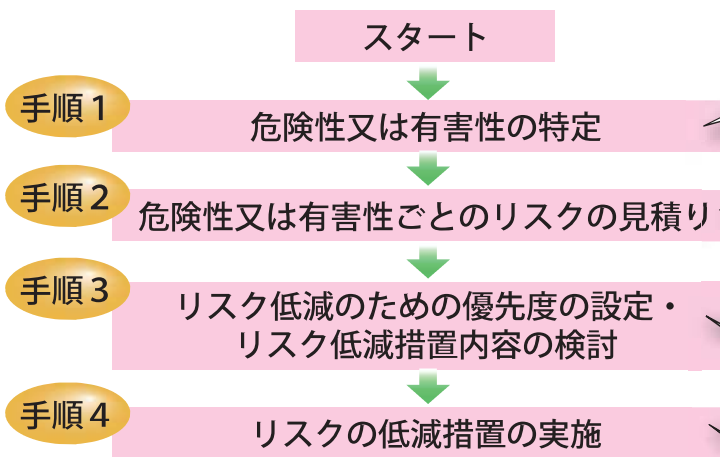 スタート
手順1
危険性又は有害性の特定
手順2
危険性又は有害性ごとのリスクの見積り
手順3
リスク低減のための優先度の設定・
リスク低減措置内容の検討
手順4
リスクの低減措置の実施